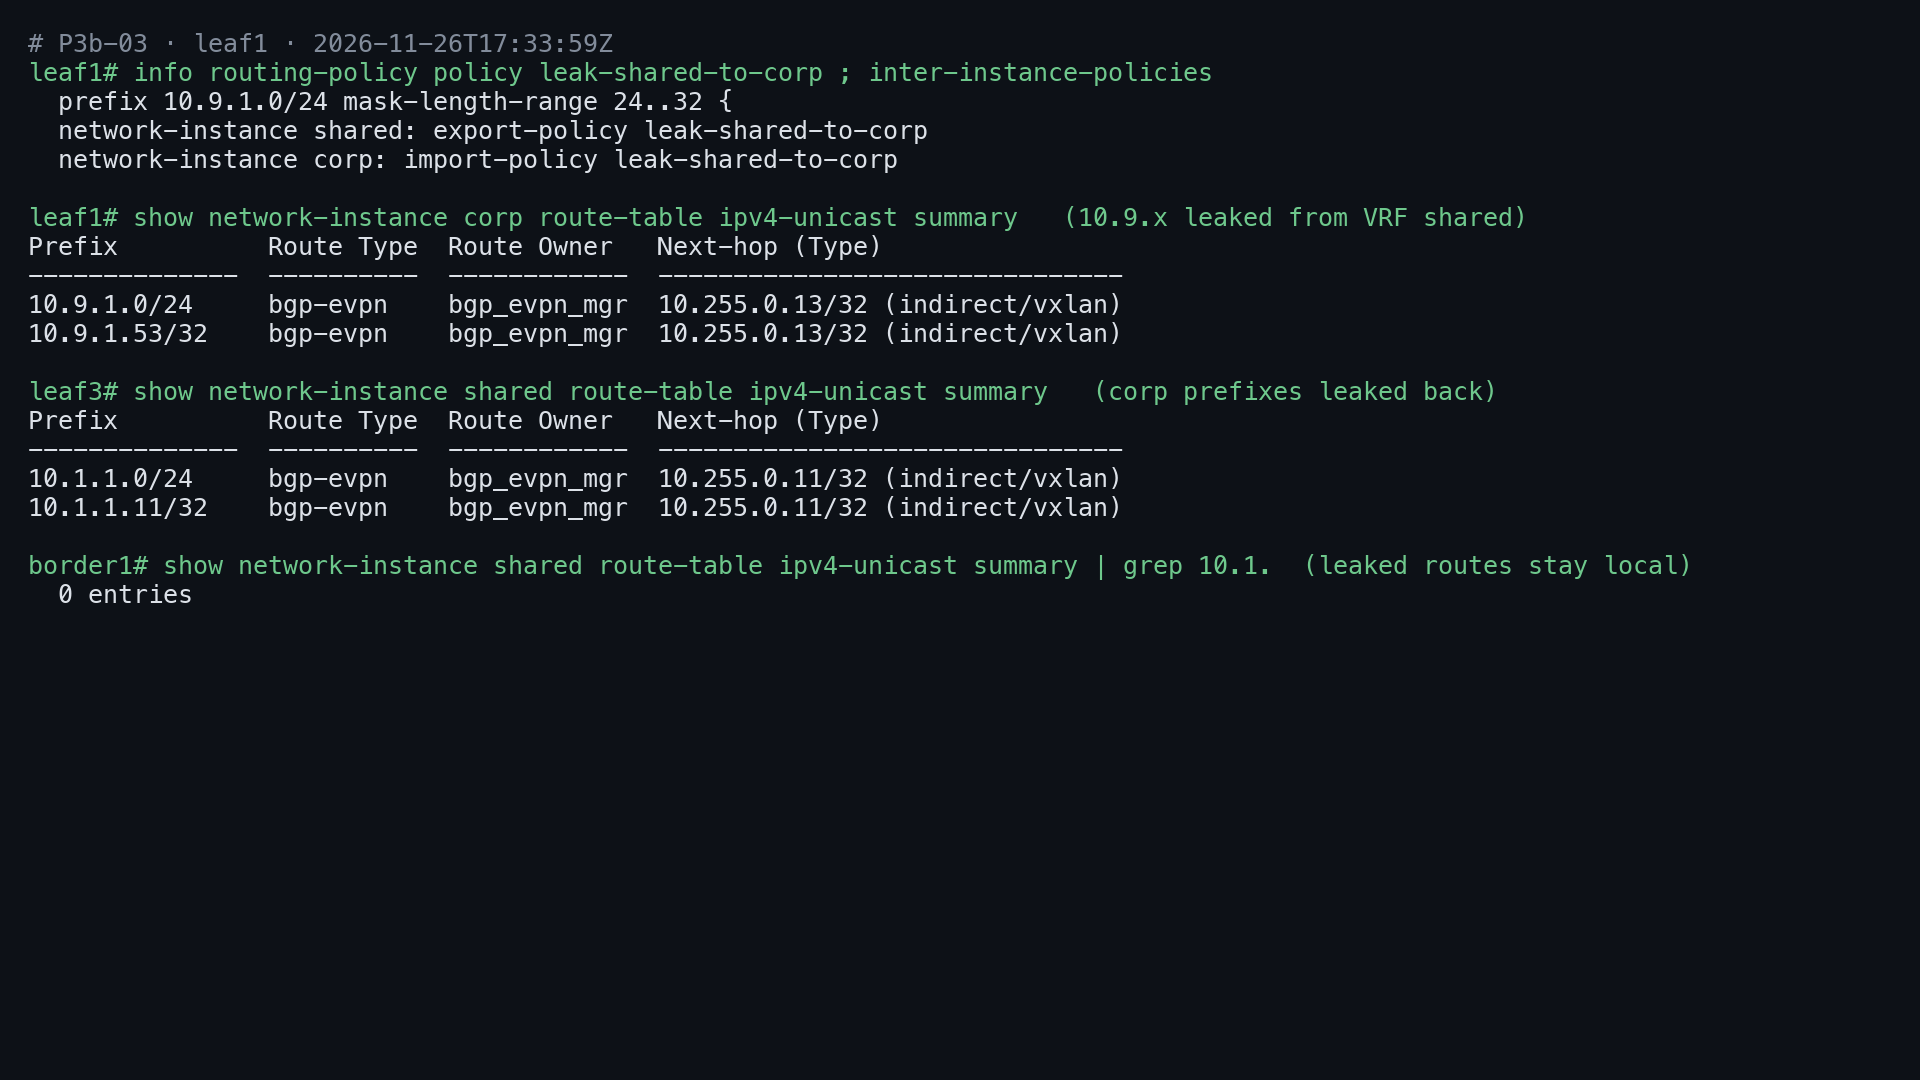 # P3b-03 · leaf1 · 2026-11-26T17:33:59Z
leaf1# info routing-policy policy leak-shared-to-corp ; inter-instance-policies
  prefix 10.9.1.0/24 mask-length-range 24..32 {
  network-instance shared: export-policy leak-shared-to-corp
  network-instance corp: import-policy leak-shared-to-corp

leaf1# show network-instance corp route-table ipv4-unicast summary   (10.9.x leaked from VRF shared)
Prefix          Route Type  Route Owner   Next-hop (Type)
--------------  ----------  ------------  -------------------------------
10.9.1.0/24     bgp-evpn    bgp_evpn_mgr  10.255.0.13/32 (indirect/vxlan)
10.9.1.53/32    bgp-evpn    bgp_evpn_mgr  10.255.0.13/32 (indirect/vxlan)

leaf3# show network-instance shared route-table ipv4-unicast summary   (corp prefixes leaked back)
Prefix          Route Type  Route Owner   Next-hop (Type)
--------------  ----------  ------------  -------------------------------
10.1.1.0/24     bgp-evpn    bgp_evpn_mgr  10.255.0.11/32 (indirect/vxlan)
10.1.1.11/32    bgp-evpn    bgp_evpn_mgr  10.255.0.11/32 (indirect/vxlan)

border1# show network-instance shared route-table ipv4-unicast summary | grep 10.1.  (leaked routes stay local)
  0 entries